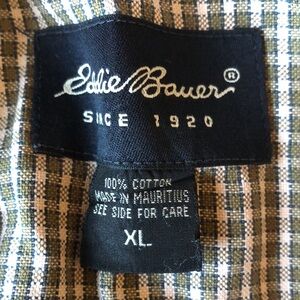 Eddie Bauer®
SINCE 1920
100% COTTON
MADE IN MAURITIUS
SEE SIDE FOR CARE
XL